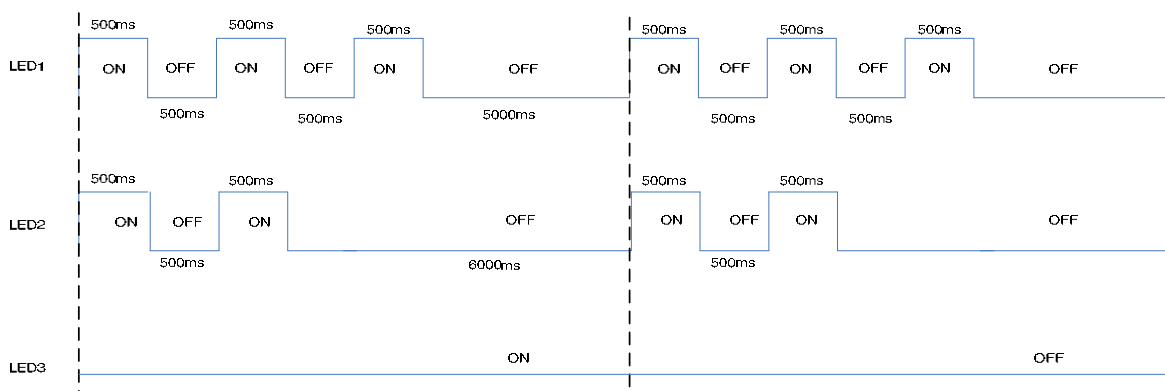 500ms 500ms 500ms 500ms 500ms 500ms
LED1 ON OFF ON OFF ON OFF ON OFF ON OFF ON OFF
500ms 500ms 5000ms 500ms 500ms
500ms 500ms 500ms 500ms
LED2 ON OFF ON OFF ON OFF ON OFF
500ms 6000ms 500ms
LED3 ON OFF